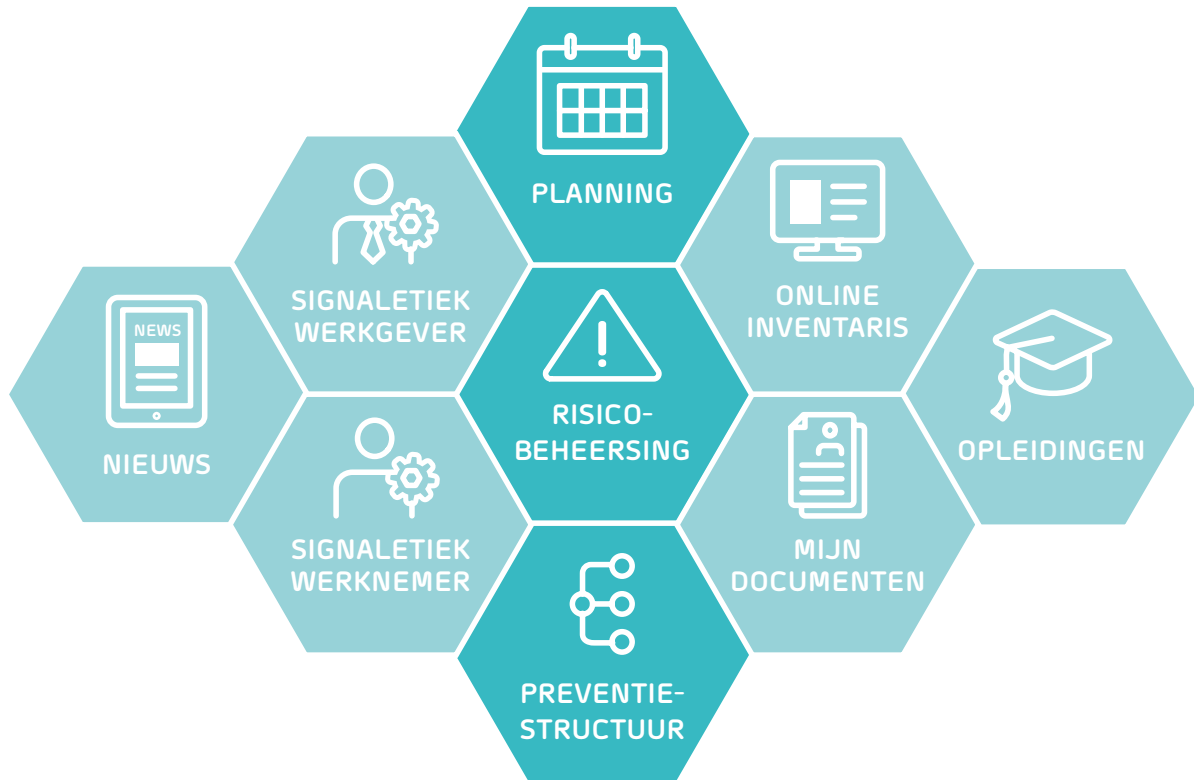 PLANNING
SIGNALETIEK
WERKGEVER
ONLINE
INVENTARIS
NEWS
NIEUWS
RISICO-
BEHEERSING
OPLEIDINGEN
SIGNALETIEK
WERKNEMER
MIJN
DOCUMENTEN
PREVENTIE-
STRUCTUUR